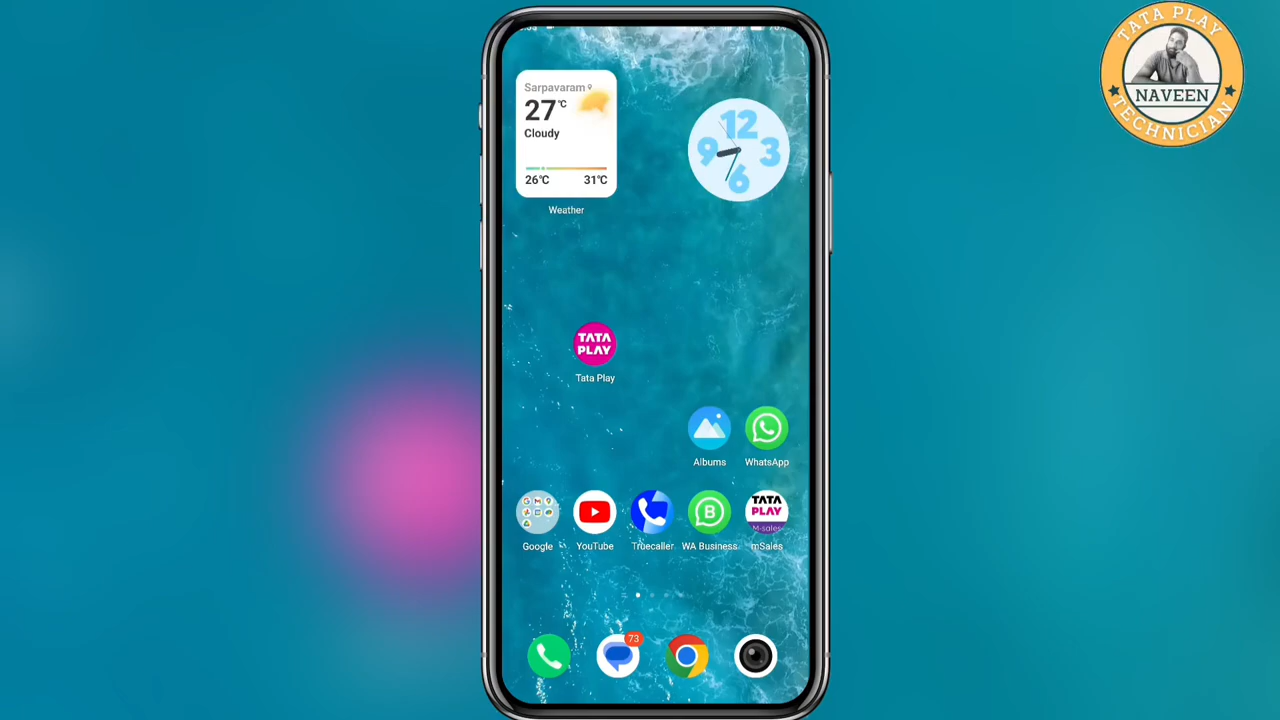 TATA PLAY
NAVEEN
TECHNICIAN
Sarpavaram
27°C
Cloudy
26°C 31°C
Weather
12
9 3
6
TATA
PLAY
Tata Play
Albums
WhatsApp
B
TATA
PLAY
M-sales
Google
YouTube
Truecaller
WA Business
mSales
73